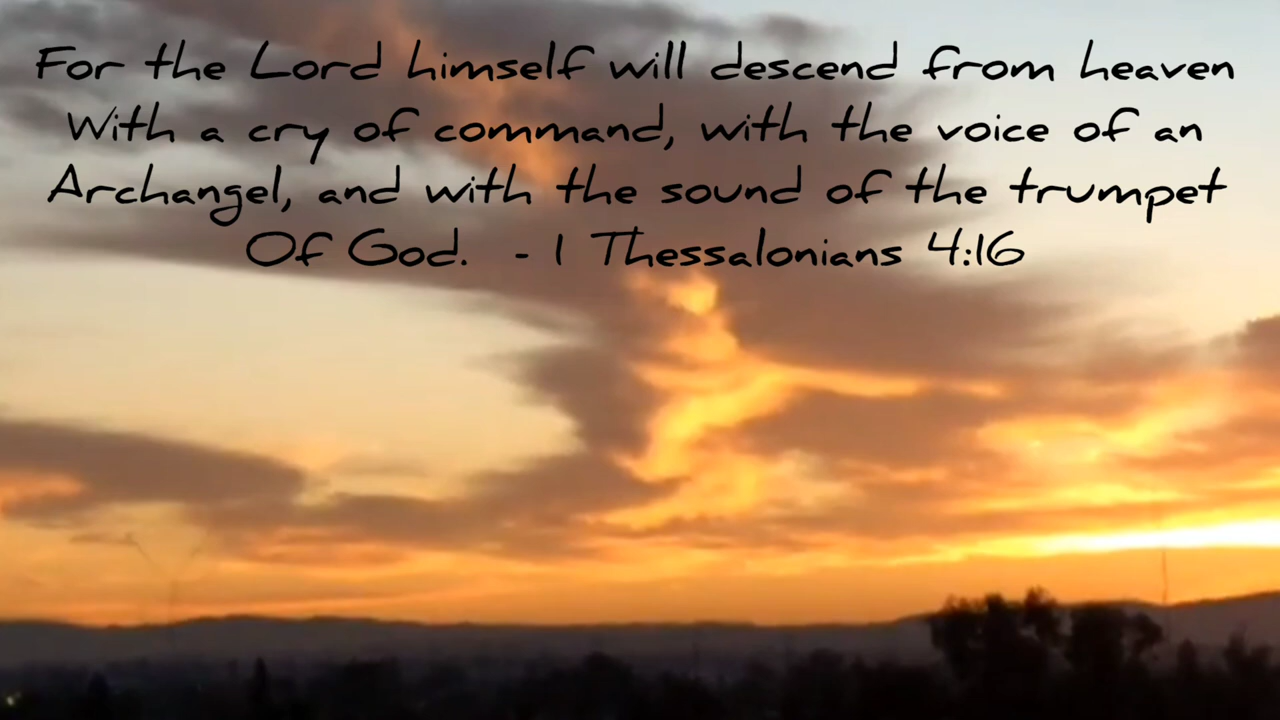 For the Lord himself will descend from heaven
With a cry of command, with the voice of an
Archangel, and with the sound of the trumpet
Of God. - 1 Thessalonians 4:16